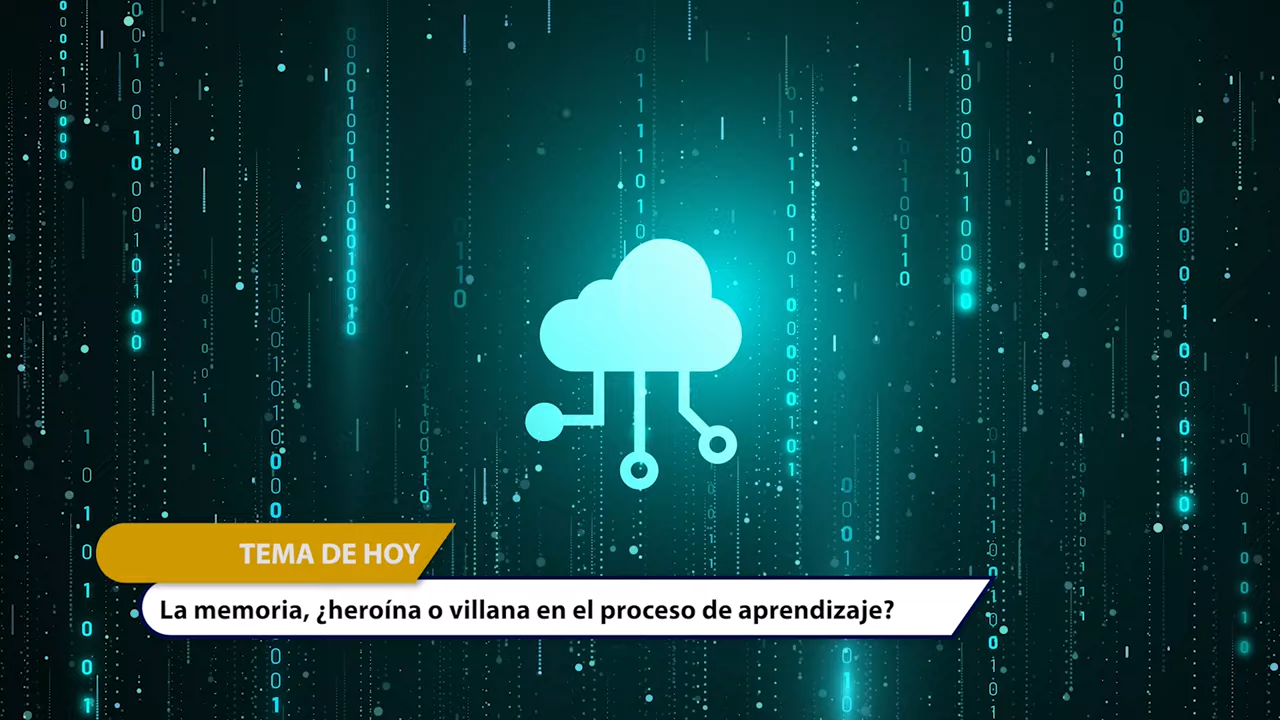 TEMA DE HOY
La memoria, ¿heroína o villana en el proceso de aprendizaje?